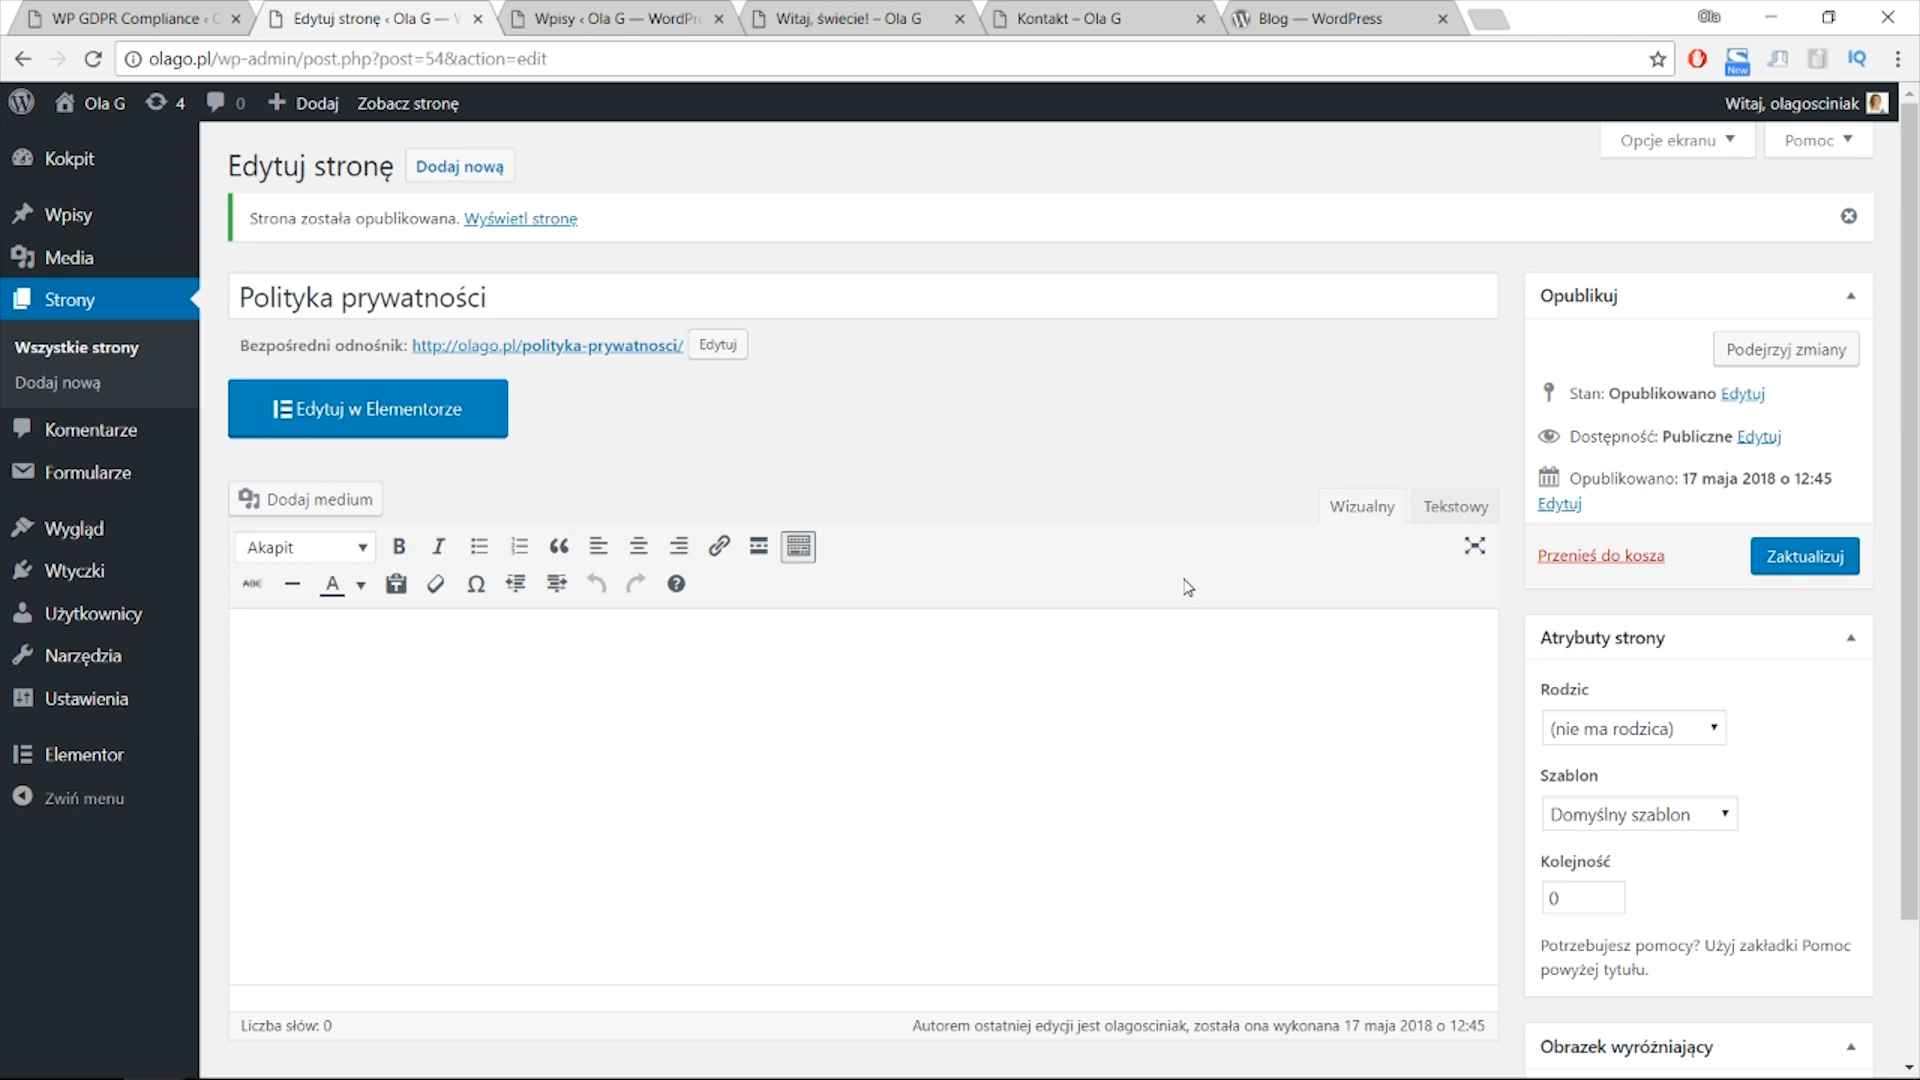 WP GDPR Compliance ‹
Edytuj stronę ‹ Ola G —
Wpisy ‹ Ola G — WordPr
Witaj, świecie! – Ola G
Kontakt – Ola G
Blog — WordPress
Ola
olago.pl/wp-admin/post.php?post=54&action=edit
New
IQ
Ola G
4
0
Dodaj
Zobacz stronę
Witaj, olagosciniak
Kokpit
Wpisy
Media
Strony
Wszystkie strony
Dodaj nową
Komentarze
Formularze
Wygląd
Wtyczki
Użytkownicy
Narzędzia
Ustawienia
Elementor
Zwiń menu
Opcje ekranu
Pomoc
Edytuj stronę
Dodaj nową
Strona została opublikowana. Wyświetl stronę
Polityka prywatności
Bezpośredni odnośnik: http://olago.pl/polityka-prywatnosci/ Edytuj
Edytuj w Elementorze
Dodaj medium
Wizualny
Tekstowy
Akapit
B I
ABC
A
Ω
Liczba słów: 0
Autorem ostatniej edycji jest olagosciniak, została ona wykonana 17 maja 2018 o 12:45
Opublikuj
Podejrzyj zmiany
Stan: Opublikowano Edytuj
Dostępność: Publiczne Edytuj
Opublikowano: 17 maja 2018 o 12:45
Edytuj
Przenieś do kosza
Zaktualizuj
Atrybuty strony
Rodzic
(nie ma rodzica)
Szablon
Domyślny szablon
Kolejność
0
Potrzebujesz pomocy? Użyj zakładki Pomoc
powyżej tytułu.
Obrazek wyróżniający